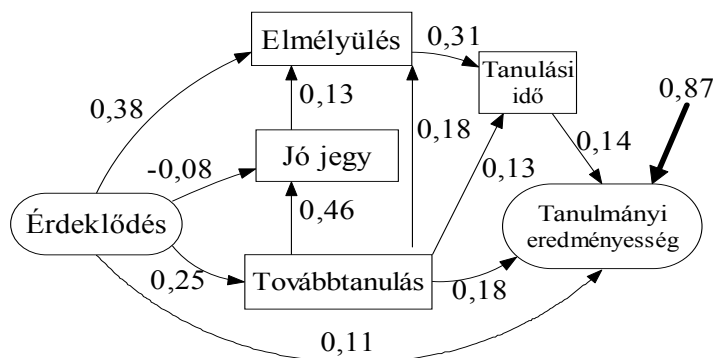 Elmélyülés
0,31
Tanulási
idő
0,87
0,38
0,13
0,18
-0,08
Jó jegy
0,13
0,14
Érdeklődés
0,46
Tanulmányi
eredményesség
0,25
Továbbtanulás
0,18
0,11